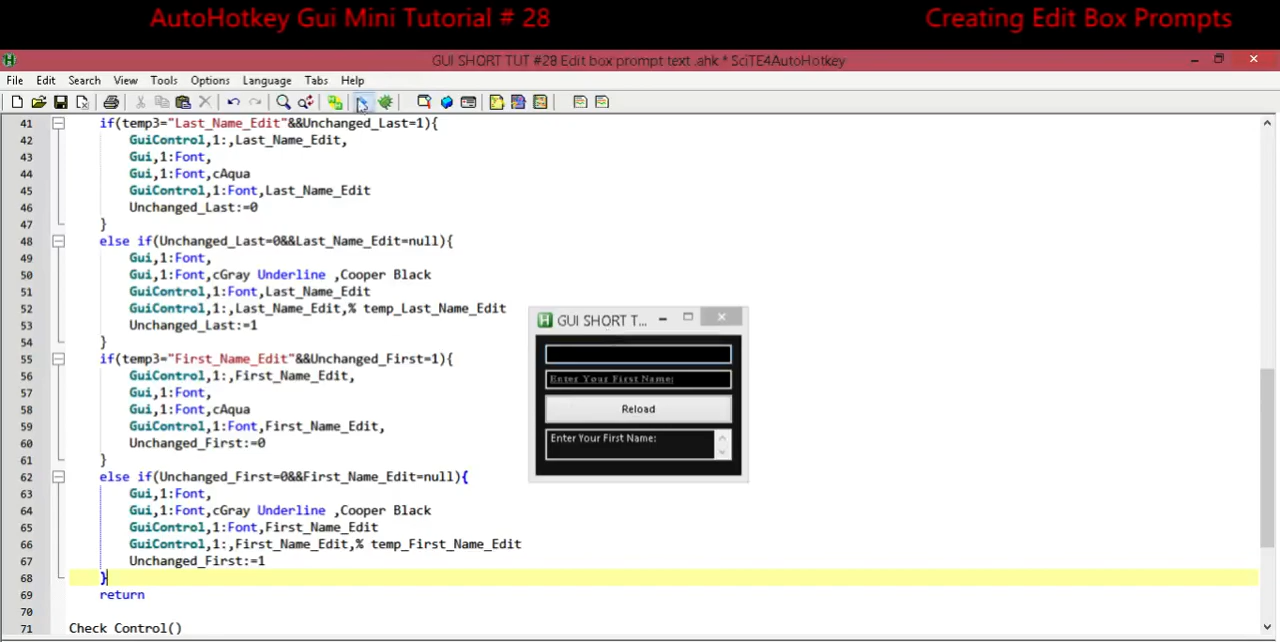 AutoHotkey Gui Mini Tutorial # 28
Creating Edit Box Prompts
GUI SHORT TUT #28 Edit box prompt text .ahk * SciTE4AutoHotkey
File Edit Search View Tools Options Language Tabs Help
41 if(temp3="Last_Name_Edit"&&Unchanged_Last=1){
42 GuiControl,1:,Last_Name_Edit,
43 Gui,1:Font,
44 Gui,1:Font,cAqua
45 GuiControl,1:Font,Last_Name_Edit
46 Unchanged_Last:=0
47 }
48 else if(Unchanged_Last=0&&Last_Name_Edit=null){
49 Gui,1:Font,
50 Gui,1:Font,cGray Underline ,Cooper Black
51 GuiControl,1:Font,Last_Name_Edit
52 GuiControl,1:,Last_Name_Edit,% temp_Last_Name_Edit
53 Unchanged_Last:=1
54 }
55 if(temp3="First_Name_Edit"&&Unchanged_First=1){
56 GuiControl,1:,First_Name_Edit,
57 Gui,1:Font,
58 Gui,1:Font,cAqua
59 GuiControl,1:Font,First_Name_Edit,
60 Unchanged_First:=0
61 }
62 else if(Unchanged_First=0&&First_Name_Edit=null){
63 Gui,1:Font,
64 Gui,1:Font,cGray Underline ,Cooper Black
65 GuiControl,1:Font,First_Name_Edit
66 GuiControl,1:,First_Name_Edit,% temp_First_Name_Edit
67 Unchanged_First:=1
68 }
69 return
70
71 Check_Control()
GUI SHORT T...
Enter Your First Name:
Reload
Enter Your First Name: